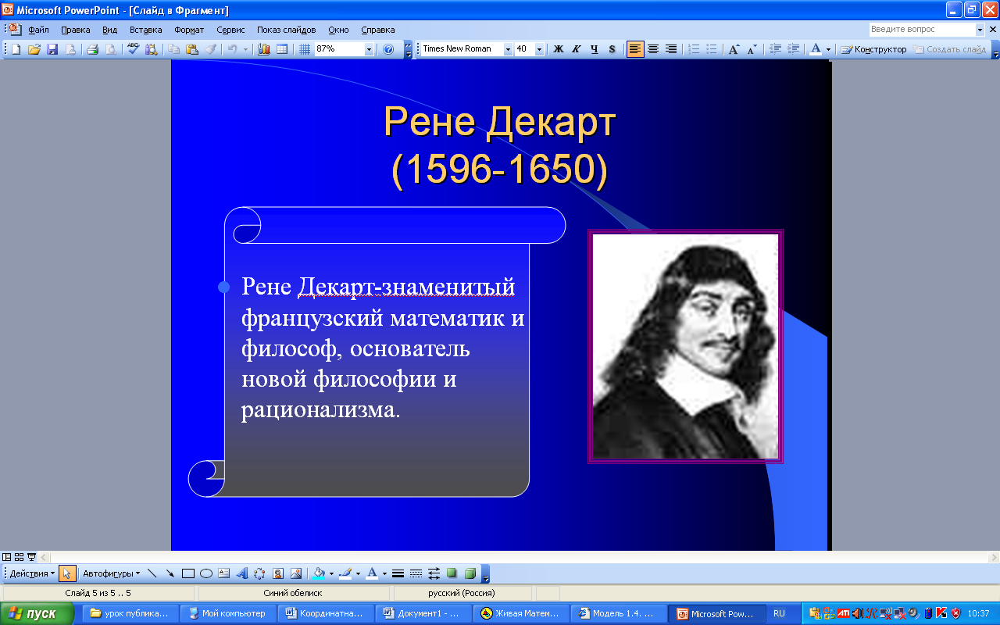 Microsoft PowerPoint - [Слайд в Фрагмент]
Файл Правка Вид Вставка Формат Сервис Показ слайдов Окно Справка
Введите вопрос
87%
Times New Roman
40
Ж К Ч S
Конструктор
Создать слайд
Рене Декарт
(1596-1650)
Рене Декарт-знаменитый
французский математик и
философ, основатель
новой философии и
рационализма.
Действия
Автофигуры
Слайд 5 из 5 .. 5
Синий обелиск
русский (Россия)
пуск
урок публика...
Мой компьютер
Координатна...
Документ1 - ...
Живая Матем...
Модель 1.4. ...
Microsoft Pow...
RU
10:37